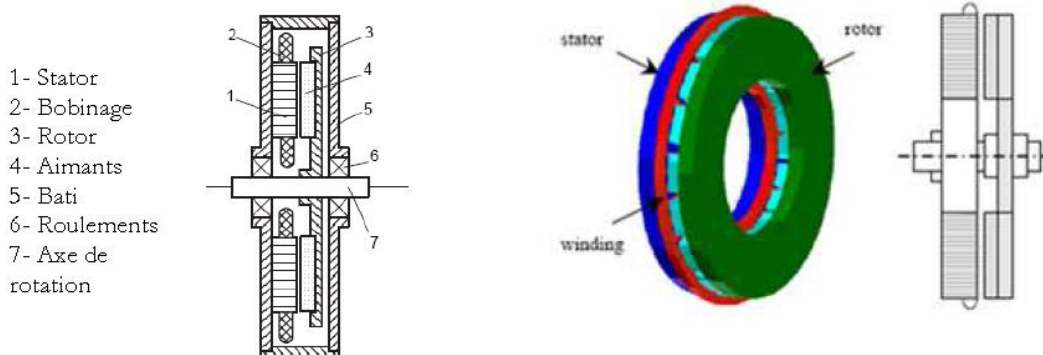 1- Stator
2- Bobinage
3- Rotor
4- Aimants
5- Bati
6- Roulements
7- Axe de
rotation
2
3
4
1
5
6
7
stator
rotor
winding